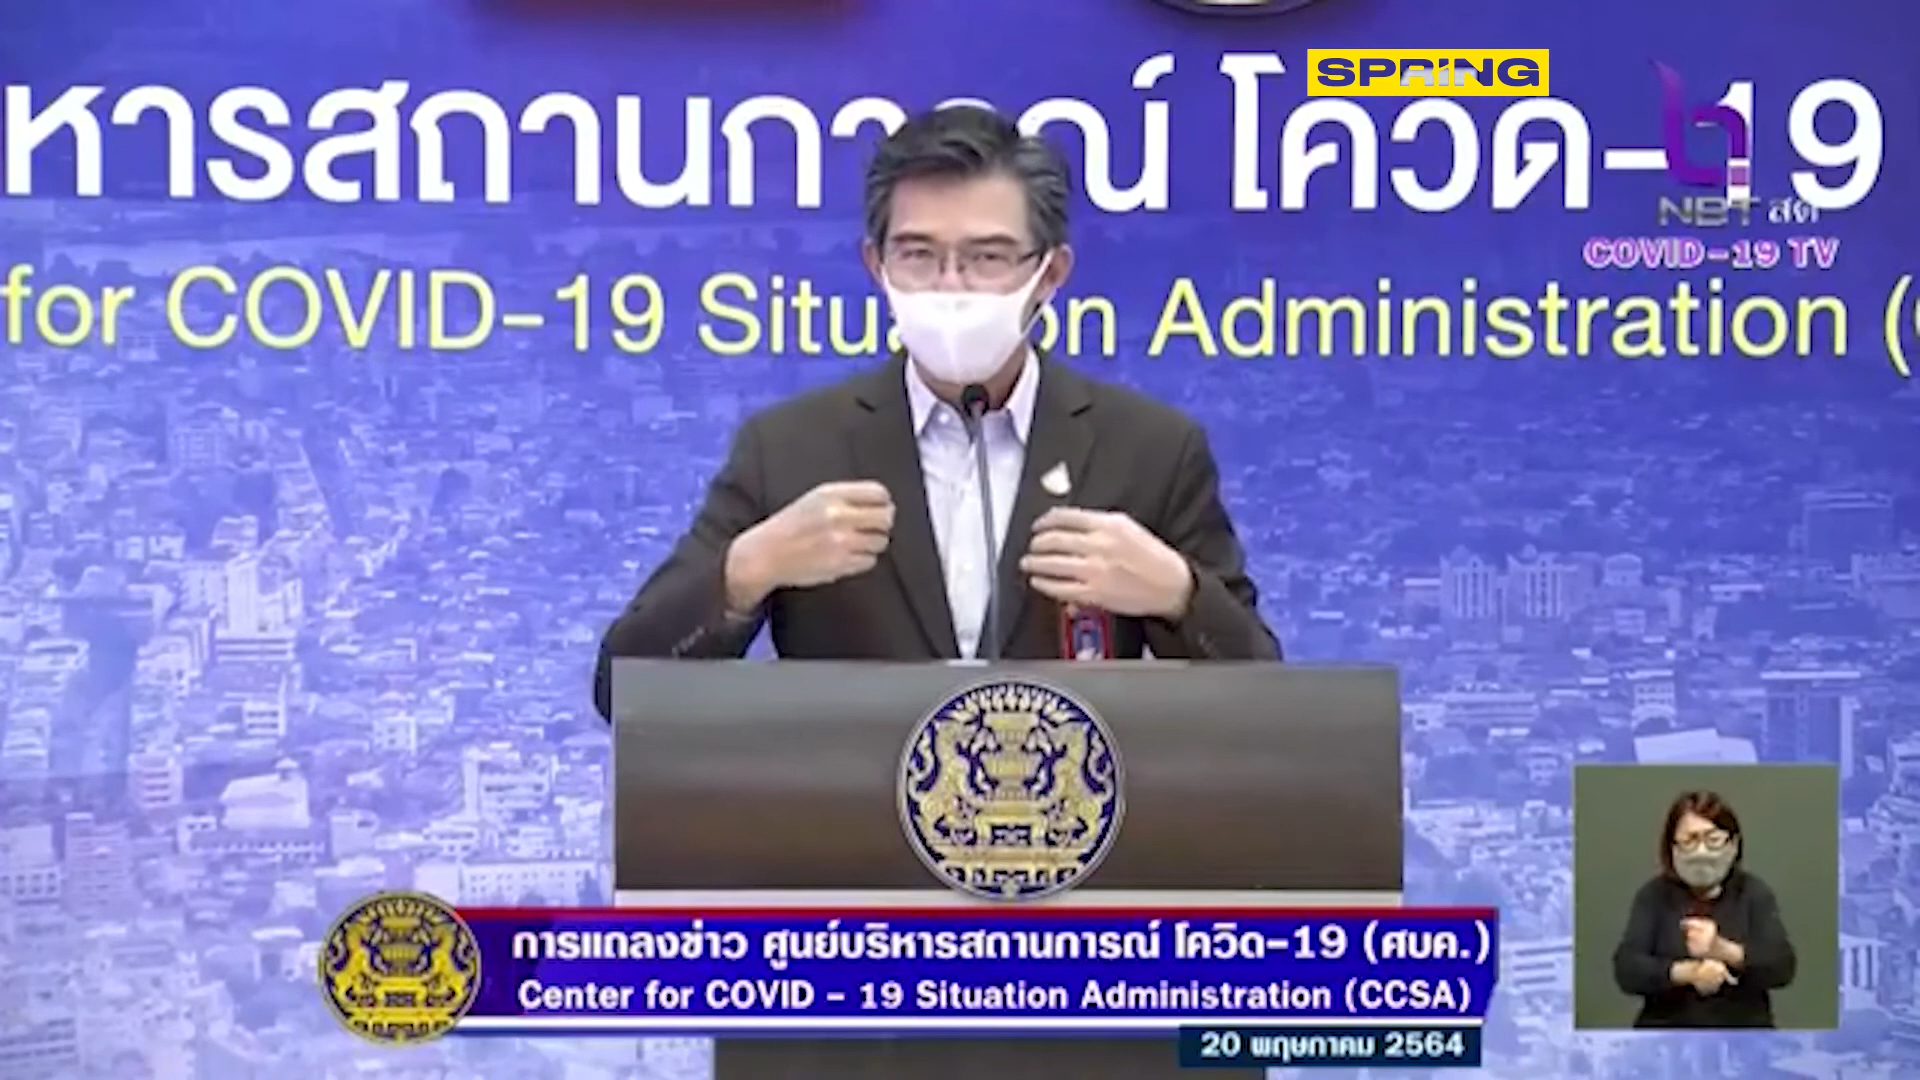 SPRING
หารสถานการณ์ โควิด-19
NBT สด
COVID-19 TV
for COVID-19 Situation Administration (
การแถลงข่าว ศูนย์บริหารสถานการณ์ โควิด-19 (ศบค.)
Center for COVID - 19 Situation Administration (CCSA)
20 พฤษภาคม 2564